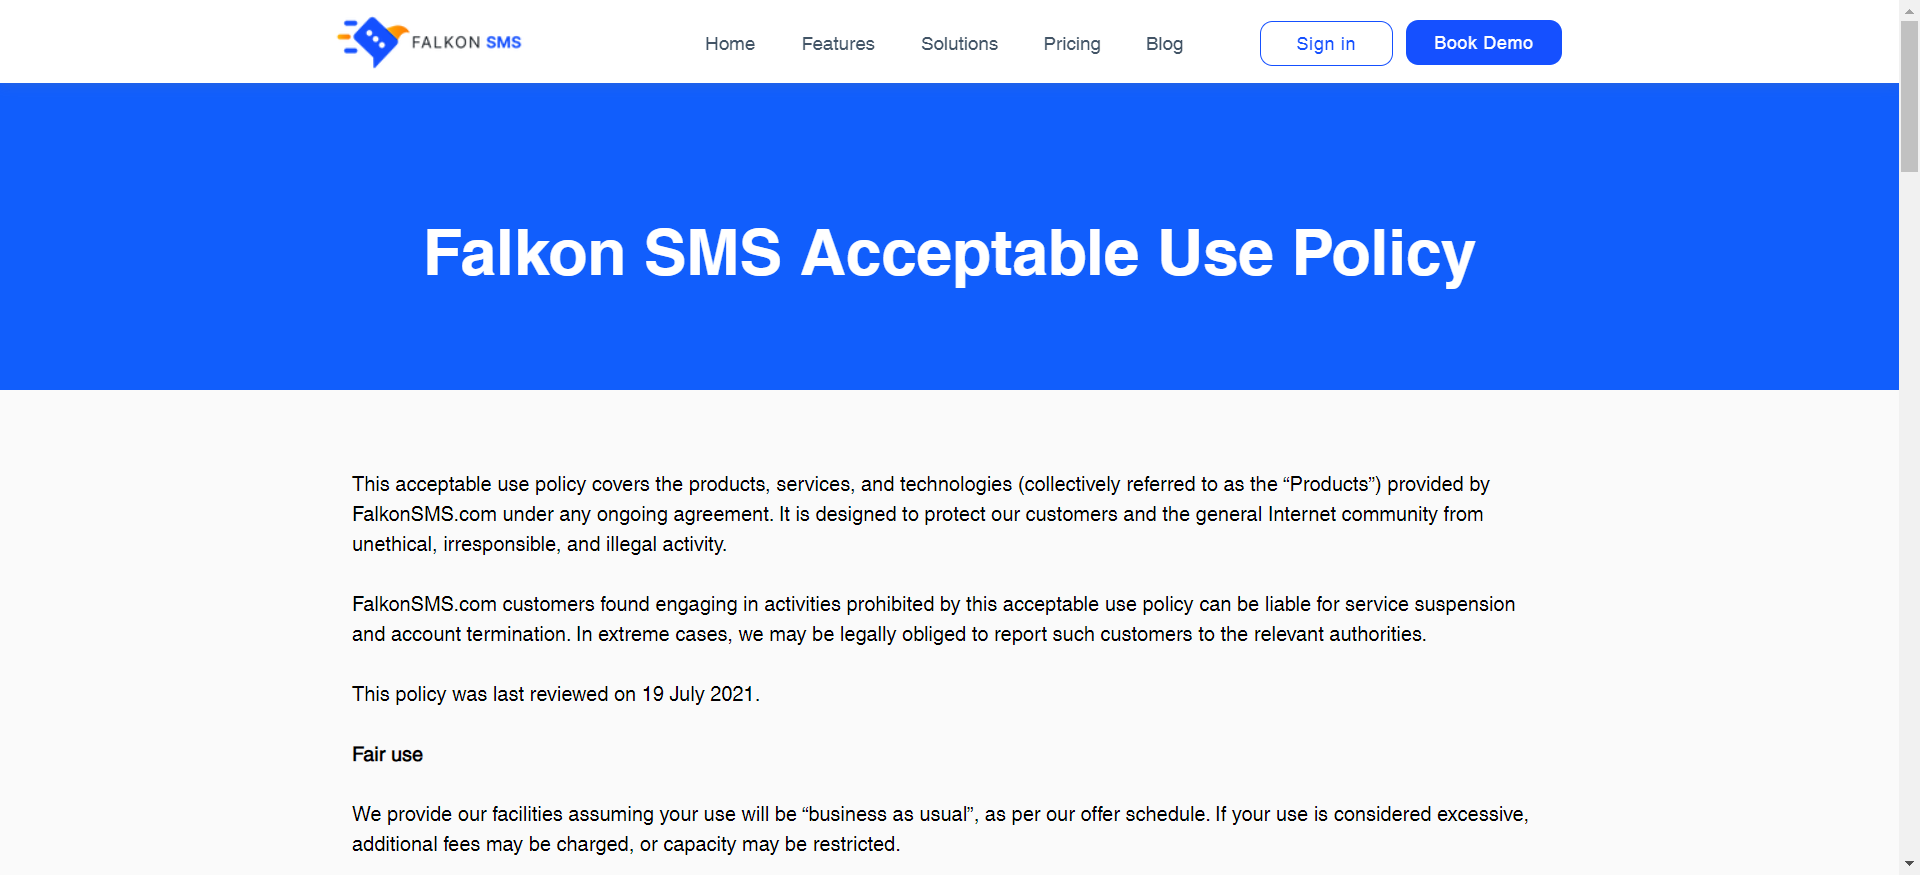 FALKON SMS
Home Features Solutions Pricing Blog Sign in Book Demo
Falkon SMS Acceptable Use Policy
This acceptable use policy covers the products, services, and technologies (collectively referred to as the “Products”) provided by
FalkonSMS.com under any ongoing agreement. It is designed to protect our customers and the general Internet community from
unethical, irresponsible, and illegal activity.
FalkonSMS.com customers found engaging in activities prohibited by this acceptable use policy can be liable for service suspension
and account termination. In extreme cases, we may be legally obliged to report such customers to the relevant authorities.
This policy was last reviewed on 19 July 2021.
Fair use
We provide our facilities assuming your use will be “business as usual”, as per our offer schedule. If your use is considered excessive,
additional fees may be charged, or capacity may be restricted.